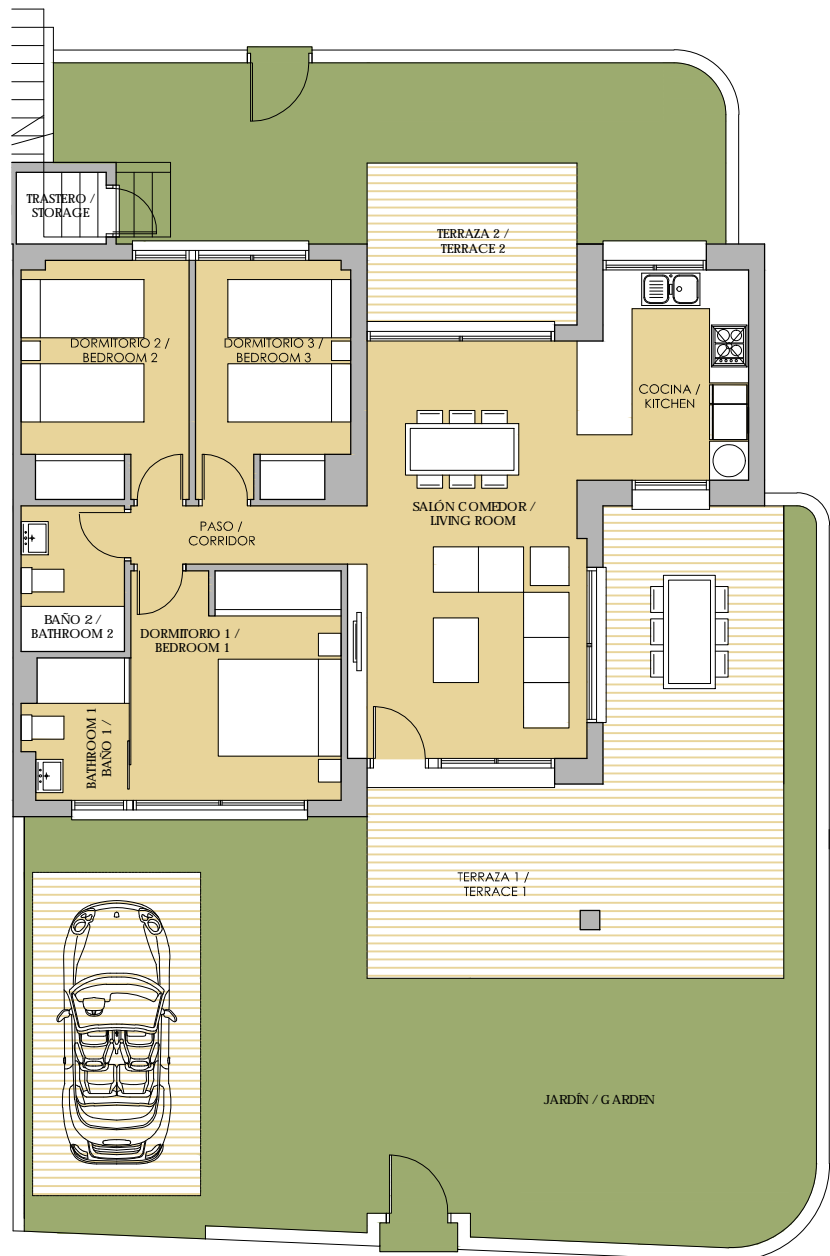 TRASTERO /
STORAGE
TERRAZA 2 /
TERRACE 2
DORMITORIO 2 /
BEDROOM 2
DORMITORIO 3 /
BEDROOM 3
COCINA /
KITCHEN
SALÓN COMEDOR /
LIVING ROOM
PASO /
CORRIDOR
BAÑO 2 /
BATHROOM 2
DORMITORIO 1 /
BEDROOM 1
BAÑO 1 /
BATHROOM 1
TERRAZA 1 /
TERRACE 1
JARDÍN / GARDEN